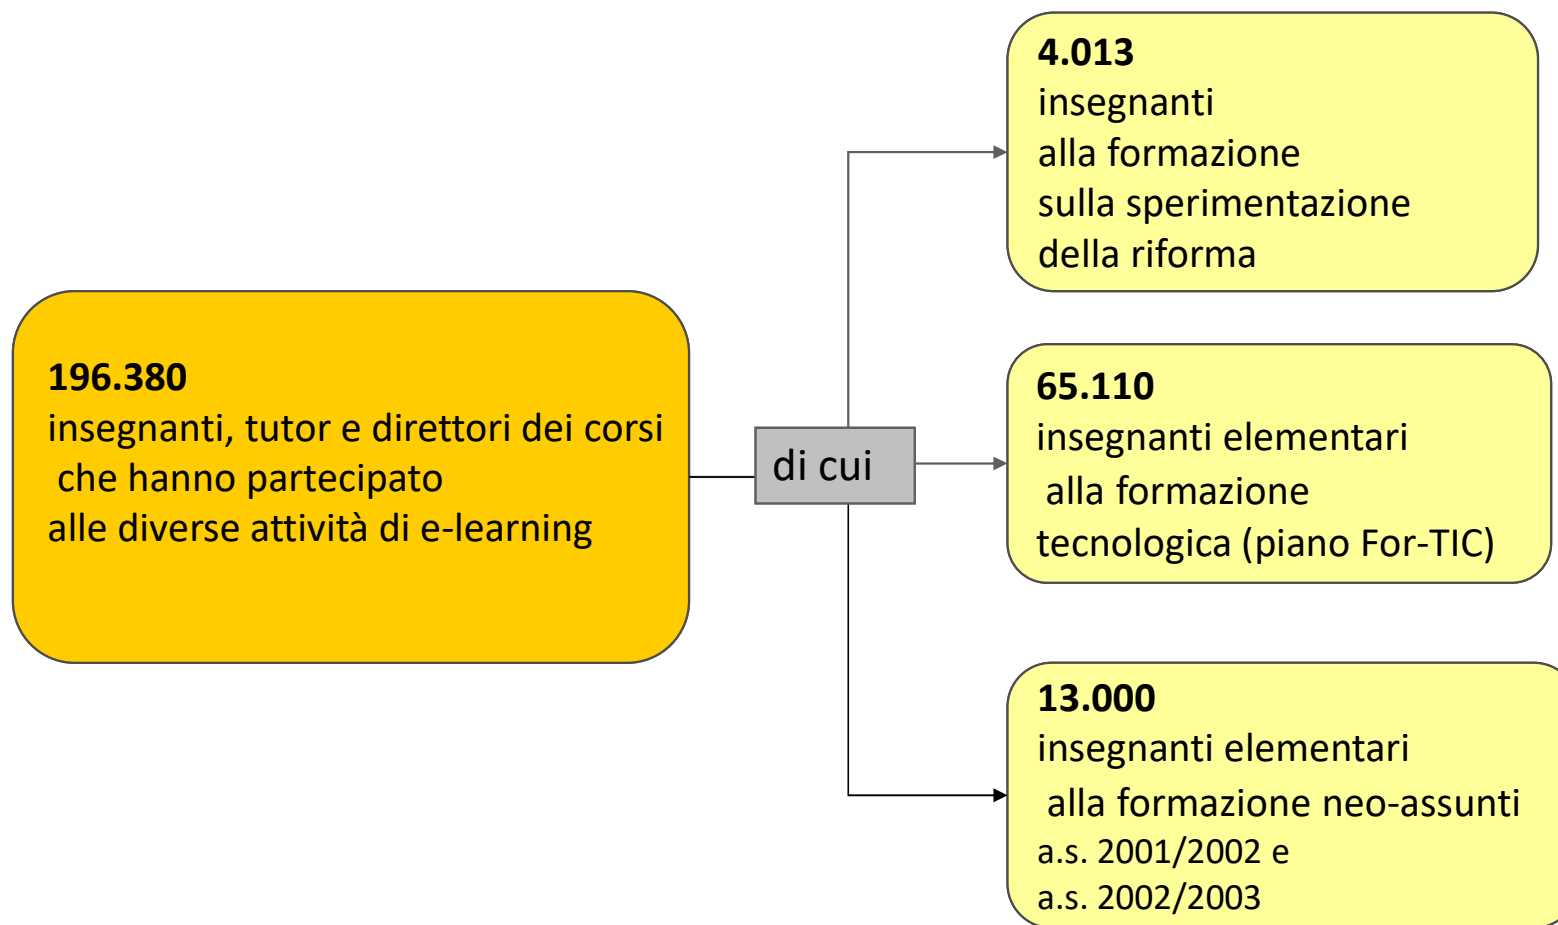 196.380
insegnanti, tutor e direttori dei corsi
che hanno partecipato
alle diverse attività di e-learning
di cui
4.013
insegnanti
alla formazione
sulla sperimentazione
della riforma
65.110
insegnanti elementari
alla formazione
tecnologica (piano For-TIC)
13.000
insegnanti elementari
alla formazione neo-assunti
a.s. 2001/2002 e
a.s. 2002/2003